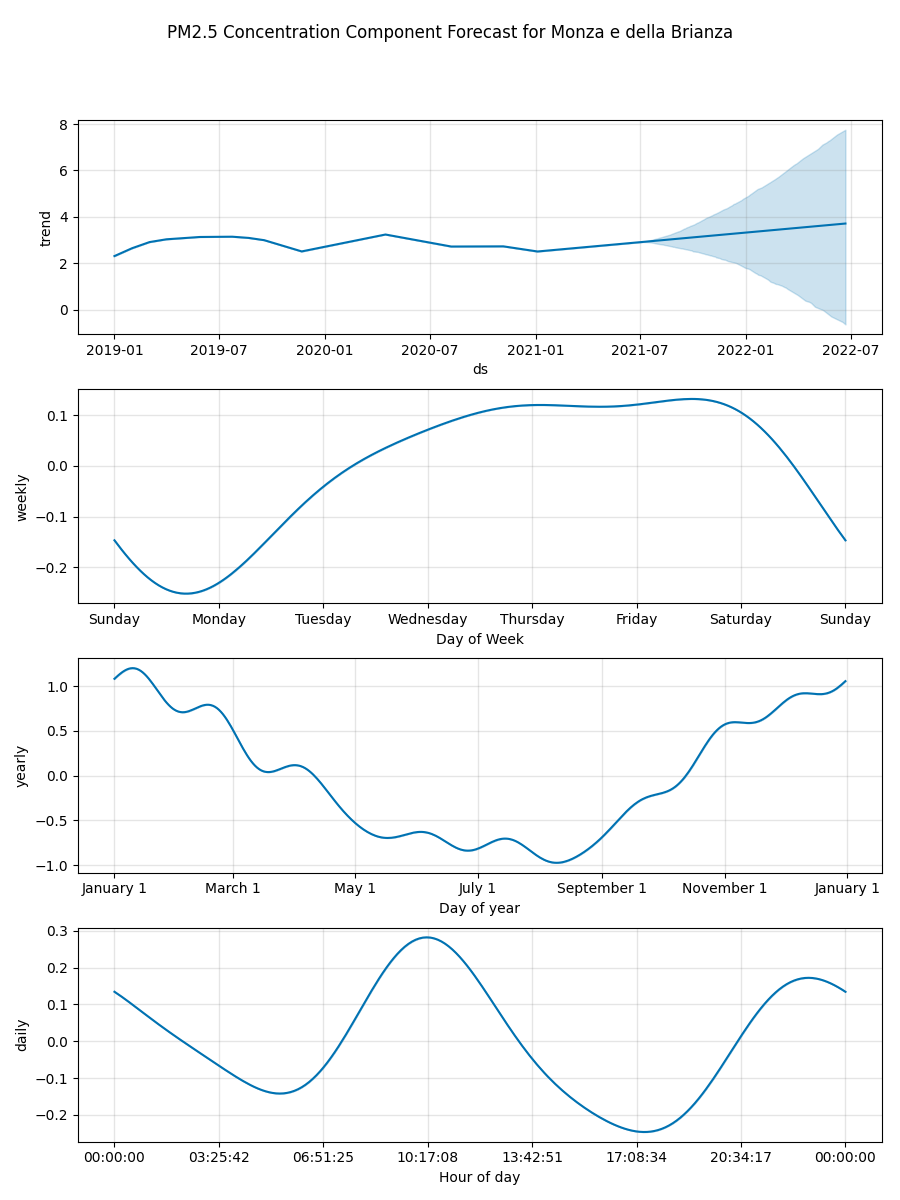 PM2.5 Concentration Component Forecast for Monza e della Brianza
8
6
4
2
0
trend
2019-01 2019-07 2020-01 2020-07 2021-01 2021-07 2022-01 2022-07
ds
0.1
0.0
−0.1
−0.2
weekly
Sunday Monday Tuesday Wednesday Thursday Friday Saturday Sunday
Day of Week
1.0
0.5
0.0
−0.5
−1.0
yearly
January 1 March 1 May 1 July 1 September 1 November 1 January 1
Day of year
0.3
0.2
0.1
0.0
−0.1
−0.2
daily
00:00:00 03:25:42 06:51:25 10:17:08 13:42:51 17:08:34 20:34:17 00:00:00
Hour of day